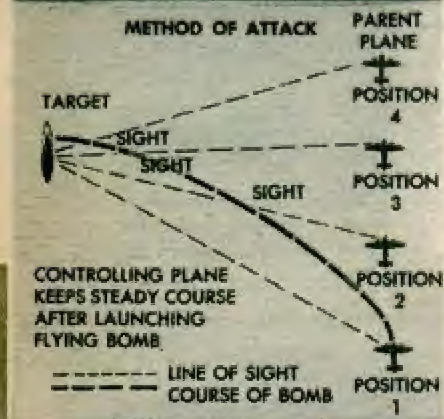 METHOD OF ATTACK
PARENT
PLANE
POSITION
4
TARGET
SIGHT
SIGHT
POSITION
3
SIGHT
POSITION
2
CONTROLLING PLANE
KEEPS STEADY COURSE
AFTER LAUNCHING
FLYING BOMB
LINE OF SIGHT
COURSE OF BOMB
POSITION
1